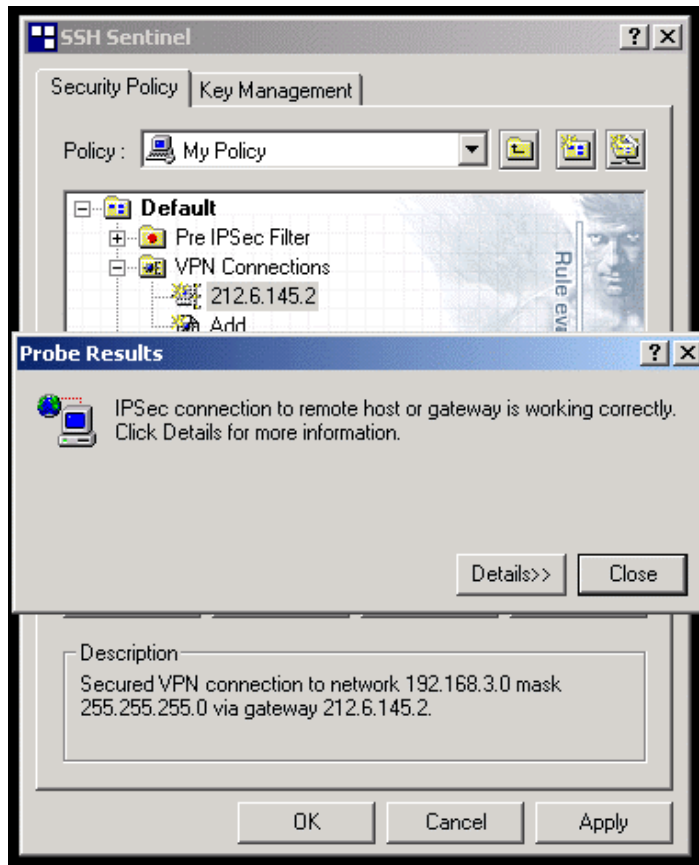 SSH Sentinel
Security Policy
Key Management
Policy :
My Policy
Default
Pre IPSec Filter
VPN Connections
212.6.145.2
Add
Rule eva
Probe Results
IPSec connection to remote host or gateway is working correctly.
Click Details for more information.
Details>>
Close
Description
Secured VPN connection to network 192.168.3.0 mask
255.255.255.0 via gateway 212.6.145.2.
OK
Cancel
Apply